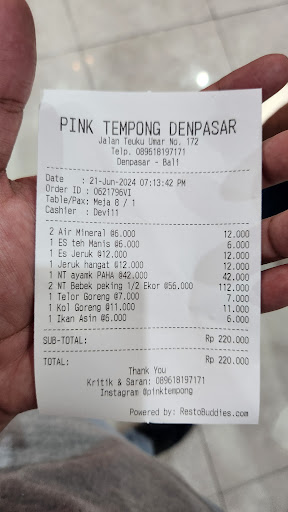 PINK TEMPONG DENPASAR
Jalan Teuku Umar No. 172
Telp. 089618197171
Denpasar - Bali
Date : 21-Jun-2024 07:13:42 PM
Order ID : 0621796VI
Table/Pax: Meja 8 / 1
Cashier : Devi11
2 Air Mineral @6.000 12.000
1 ES teh Manis @6.000 6.000
1 Es Jeruk @12.000 12.000
1 Jeruk hangat @12.000 12.000
1 NT ayamk PAHA @42.000 42.000
2 NT Bebek peking 1/2 Ekor @56.000 112.000
1 Telor Goreng @7.000 7.000
1 Kol Goreng @11.000 11.000
1 Ikan Asin @6.000 6.000
SUB-TOTAL: Rp 220.000
TOTAL: Rp 220.000
Thank You
Kritik & Saran: 089618197171
Instagram @pinktempong
Powered by: RestoBuddies.com